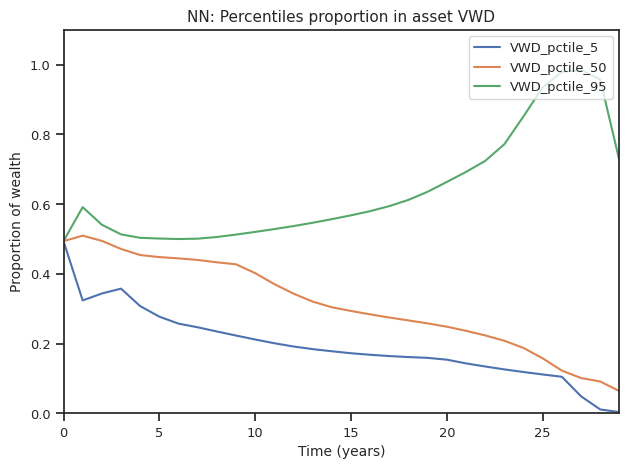 NN: Percentiles proportion in asset VWD
VWD_pctile_5
VWD_pctile_50
VWD_pctile_95
Proportion of wealth
1.0
0.8
0.6
0.4
0.2
0.0
0 5 10 15 20 25
Time (years)